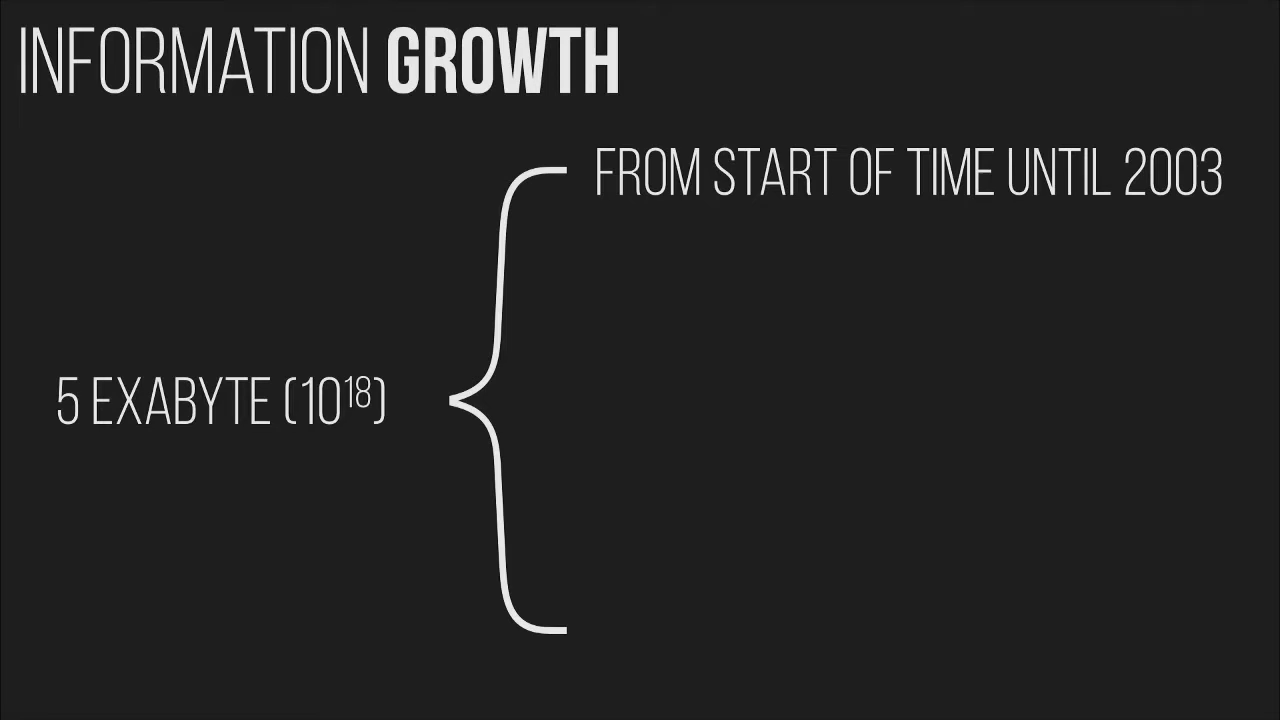 INFORMATION GROWTH
FROM START OF TIME UNTIL 2003
5 EXABYTE (10¹⁸)